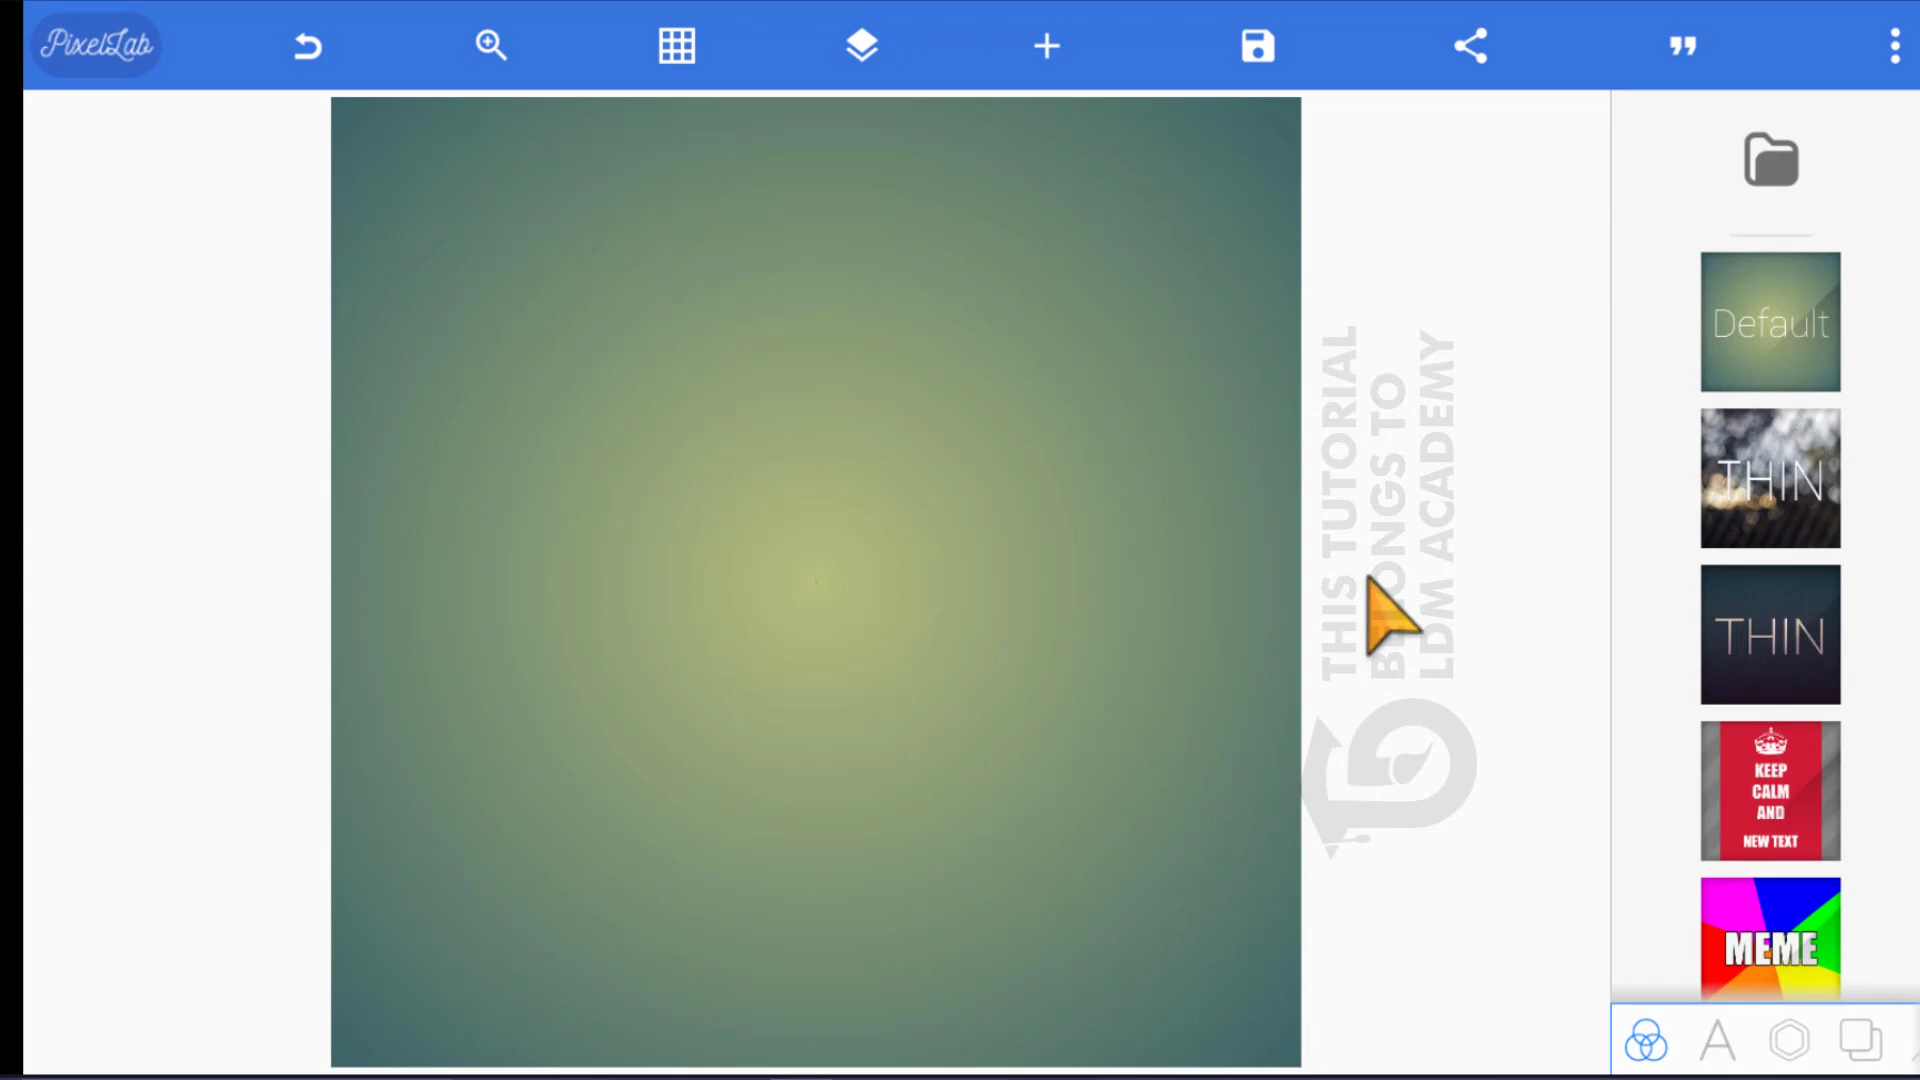 PixelLab
Default
THIN
THIN
KEEP
CALM
AND
NEW TEXT
MEME
THIS TUTORIAL
BELONGS TO
LDM ACADEMY